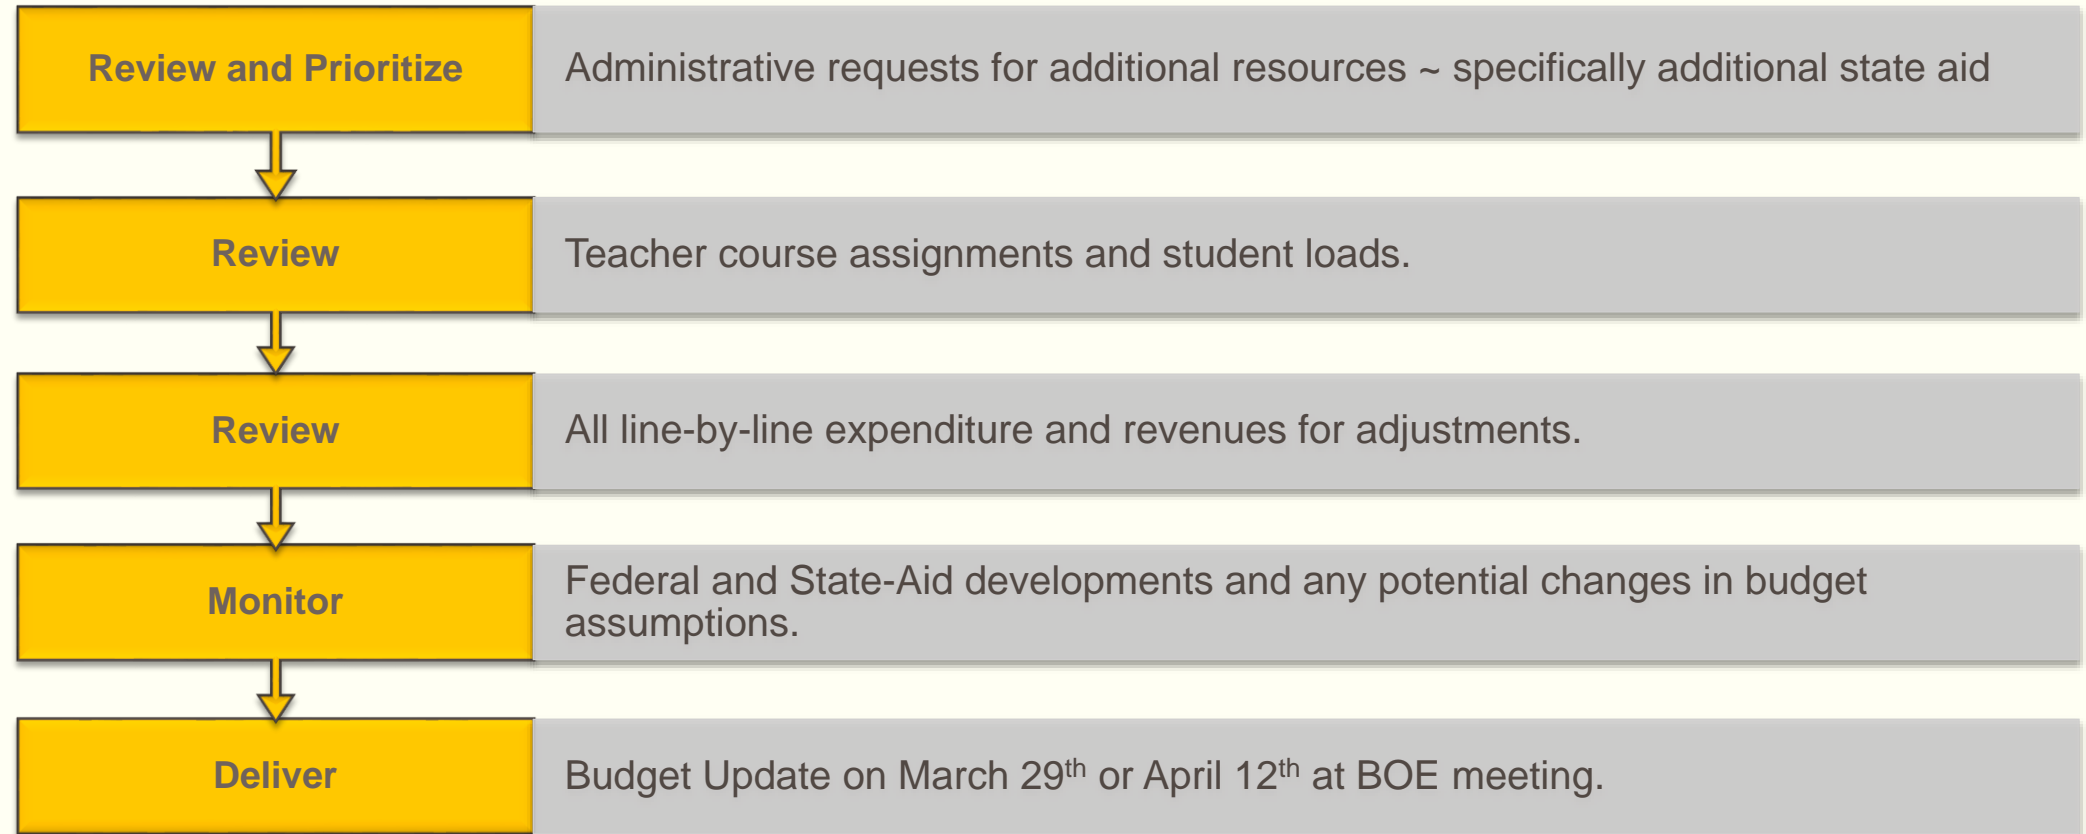 Review and Prioritize
Administrative requests for additional resources ~ specifically additional state aid
Review
Teacher course assignments and student loads.
Review
All line-by-line expenditure and revenues for adjustments.
Monitor
Federal and State-Aid developments and any potential changes in budget
assumptions.
Deliver
Budget Update on March 29th or April 12th at BOE meeting.